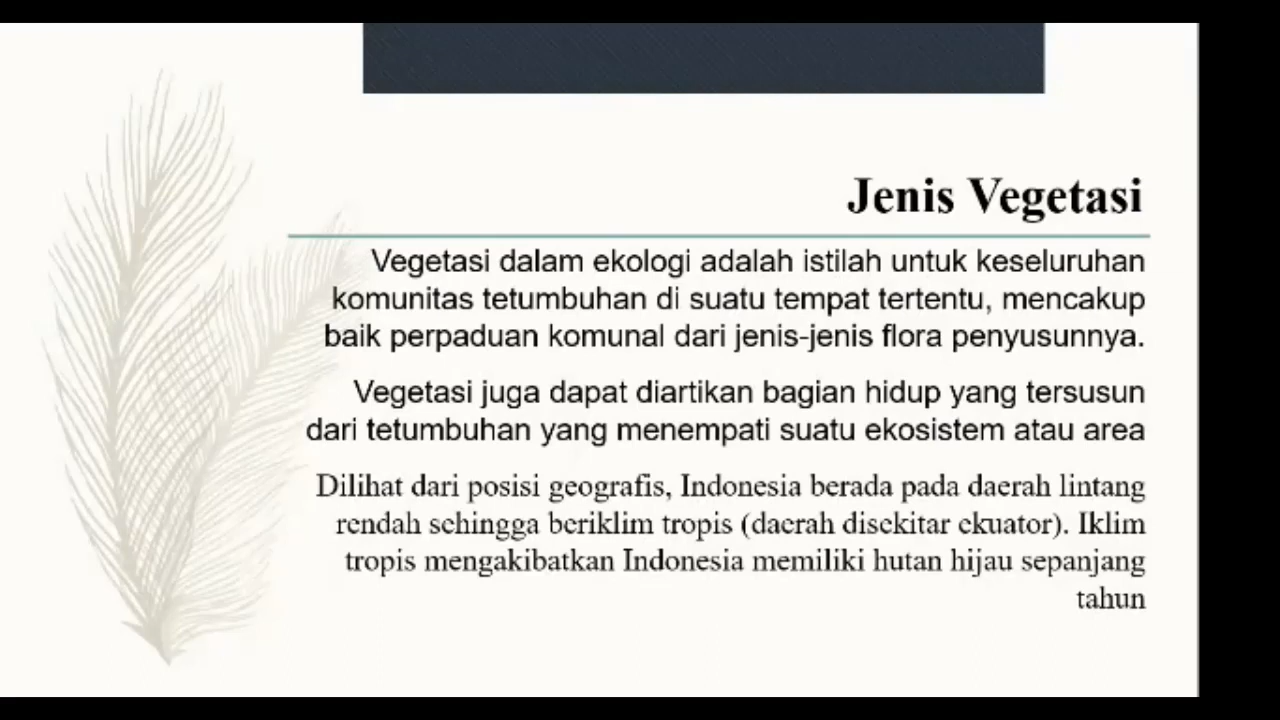 Jenis Vegetasi
Vegetasi dalam ekologi adalah istilah untuk keseluruhan
komunitas tetumbuhan di suatu tempat tertentu, mencakup
baik perpaduan komunal dari jenis-jenis flora penyusunnya.
Vegetasi juga dapat diartikan bagian hidup yang tersusun
dari tetumbuhan yang menempati suatu ekosistem atau area
Dilihat dari posisi geografis, Indonesia berada pada daerah lintang
rendah sehingga beriklim tropis (daerah disekitar ekuator). Iklim
tropis mengakibatkan Indonesia memiliki hutan hijau sepanjang
tahun